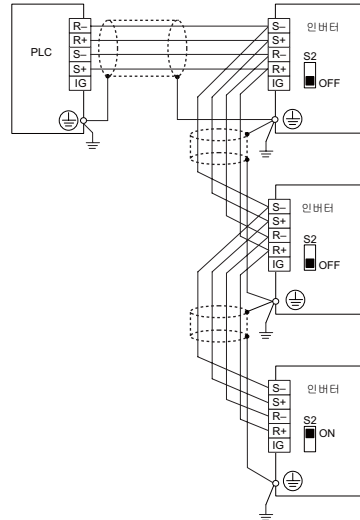 PLC
R–
R+
S–
S+
IG
S–
S+
R–
R+
IG
인버터
S2
OFF
S–
S+
R–
R+
IG
인버터
S2
OFF
S–
S+
R–
R+
IG
인버터
S2
ON